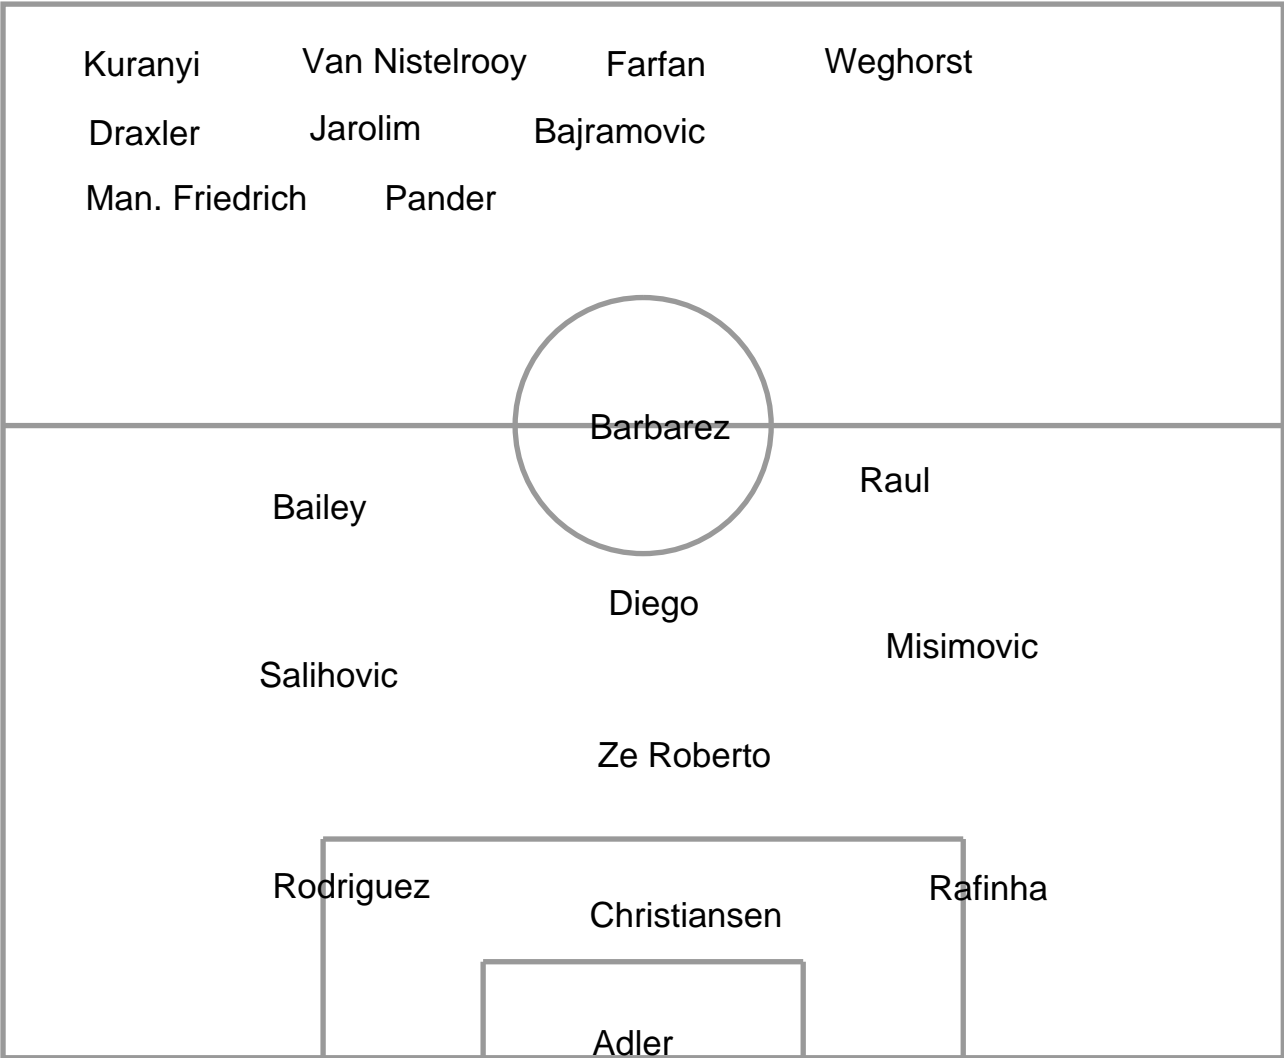 Kuranyi Van Nistelrooy Farfan Weghorst
Draxler Jarolim Bajramovic
Man. Friedrich Pander
Barbarez
Raul
Bailey
Diego
Misimovic
Salihovic
Ze Roberto
Rodriguez Rafinha
Christiansen
Adler